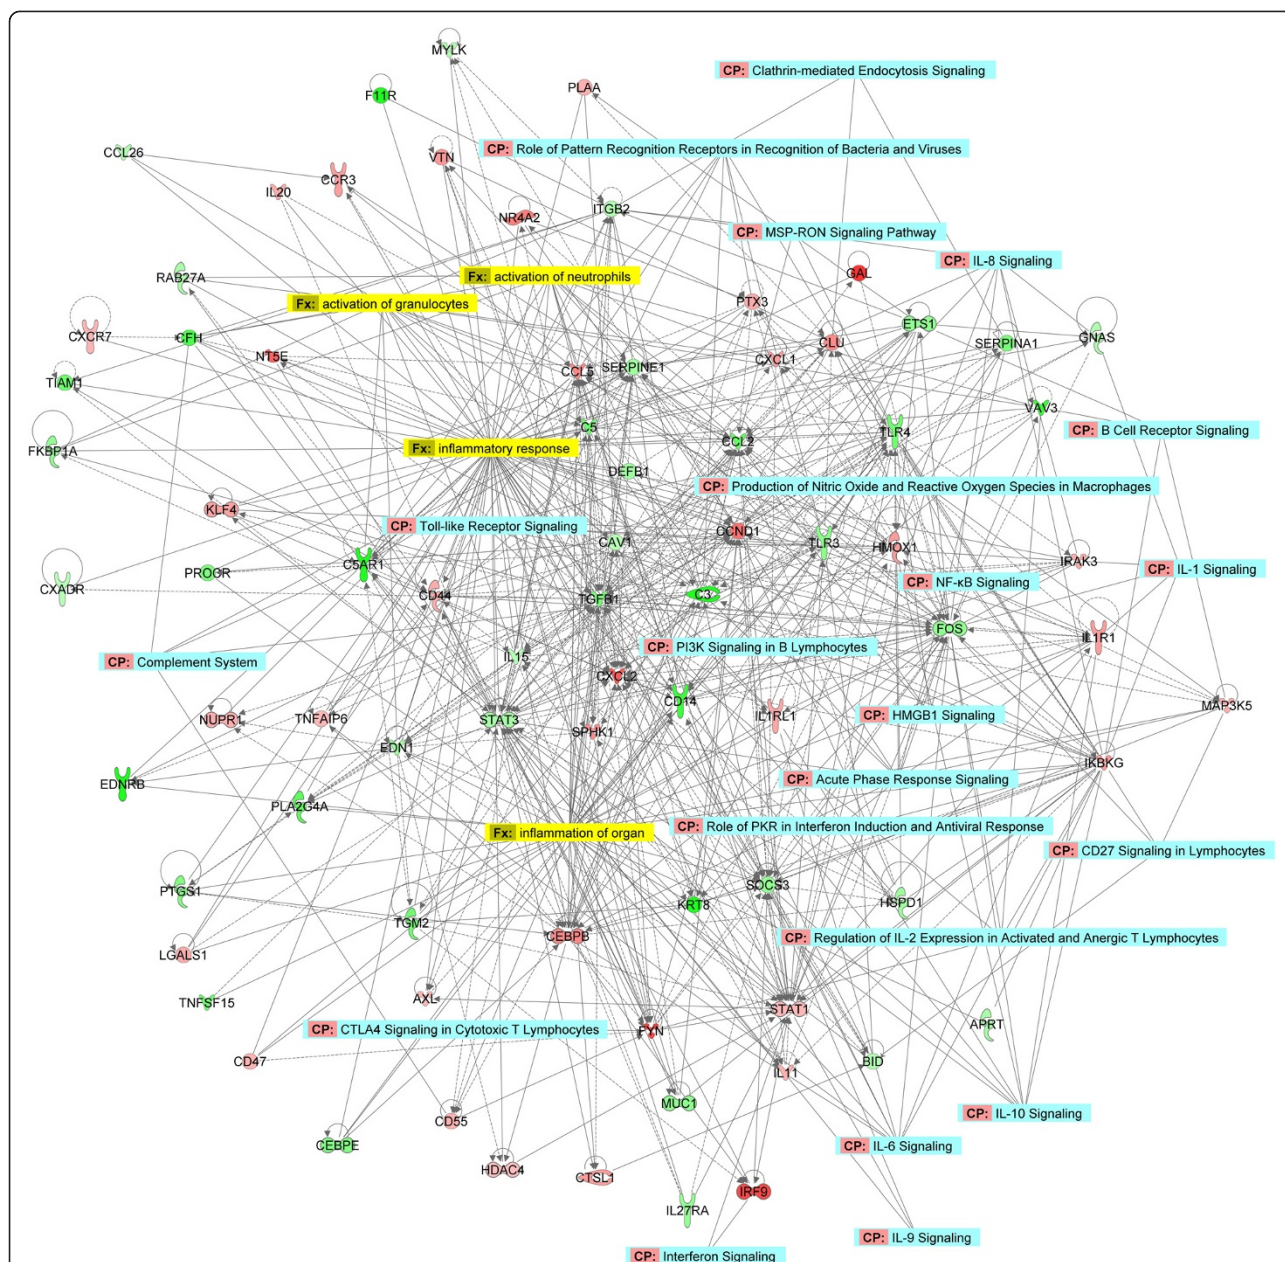 MYLK
PLAA
CP: Clathrin-mediated Endocytosis Signaling
F11R
CCL26
VTN
CP: Role of Pattern Recognition Receptors in Recognition of Bacteria and Viruses
CCR3
IL20
NR4A2
ITGB2
CP: MSP-RON Signaling Pathway
CP: IL-8 Signaling
RAB27A
Fx: activation of neutrophils
GAL
Fx: activation of granulocytes
PTX3
ETS1
CXCR7
CFH
CLU
SERPINA1
GNAS
NT5E
CXCL1
CCL5
SERPINE1
TIAM1
VAV3
C5
TLR4
CP: B Cell Receptor Signaling
CCL2
FKBP1A
Fx: inflammatory response
DEFB1
CP: Production of Nitric Oxide and Reactive Oxygen Species in Macrophages
KLF4
CP: Toll-like Receptor Signaling
CCND1
CAV1
TLR3
HMOX1
IRAK3
C5AR1
PROCR
CP: IL-1 Signaling
CP: NF-κB Signaling
CXADR
CD44
TGFB1
C3
FOS
IL1R1
CP: PI3K Signaling in B Lymphocytes
IL15
CP: Complement System
CXCL2
CD14
MAP3K5
NUPR1
TNFAIP6
STAT3
IL1RL1
CP: HMGB1 Signaling
SPHK1
EDN1
IKBKG
EDNRB
CP: Acute Phase Response Signaling
PLA2G4A
Fx: inflammation of organ
CP: Role of PKR in Interferon Induction and Antiviral Response
CP: CD27 Signaling in Lymphocytes
PTGS1
SOCS3
KRT8
HSPD1
TGM2
CEBPB
CP: Regulation of IL-2 Expression in Activated and Anergic T Lymphocytes
LGALS1
TNFSF15
AXL
STAT1
APRT
CP: CTLA4 Signaling in Cytotoxic T Lymphocytes
FYN
CD47
BID
IL11
MUC1
CP: IL-10 Signaling
CD55
CEBPE
CP: IL-6 Signaling
HDAC4
CTSL1
IRF9
IL27RA
CP: IL-9 Signaling
CP: Interferon Signaling